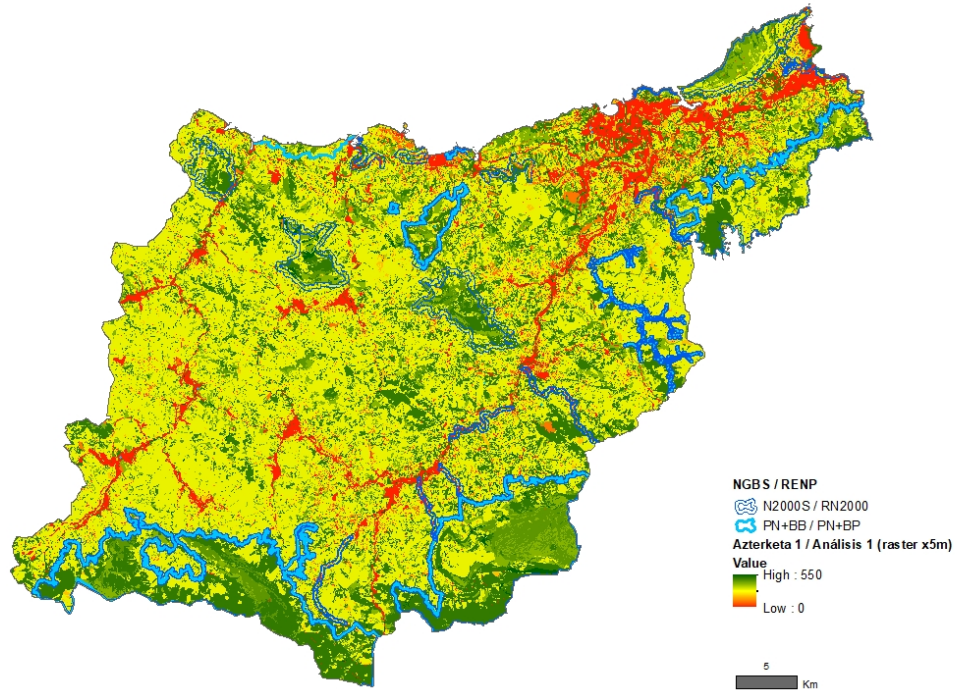 NGBS / RENP
N2000S / RN2000
PN+BB / PN+BP
Azterketa 1 / Análisis 1 (raster x5m)
Value
High : 550
Low : 0
5
Km